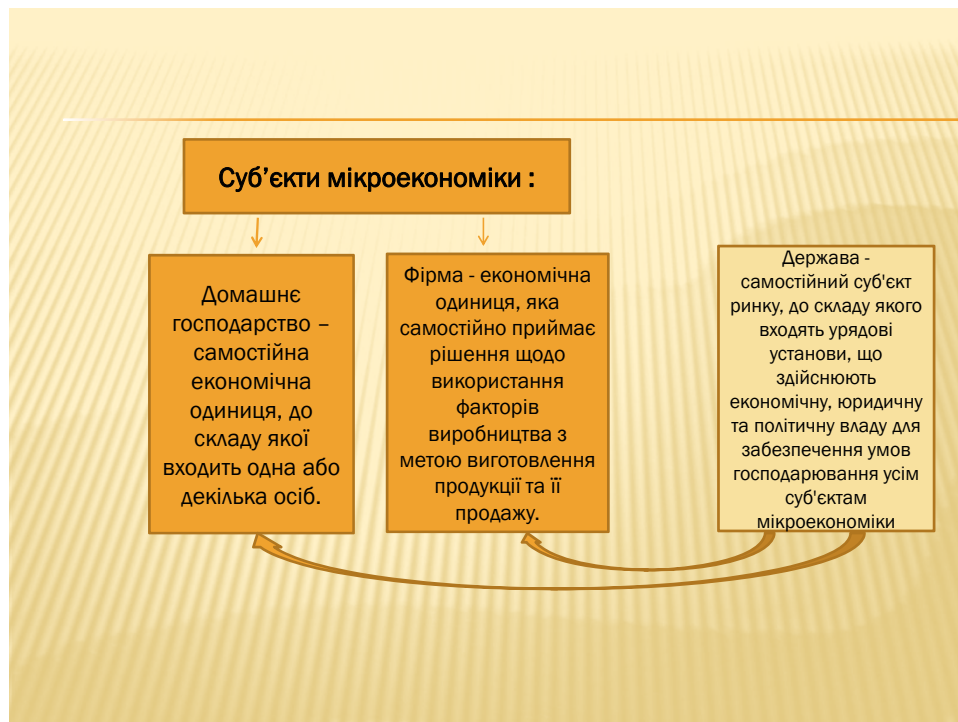 Суб’єкти мікроекономіки :
Домашнє
господарство –
самостійна
економічна
одиниця, до
складу якої
входить одна або
декілька осіб.
Фірма - економічна
одиниця, яка
самостійно приймає
рішення щодо
використання
факторів
виробництва з
метою виготовлення
продукції та її
продажу.
Держава -
самостійний суб'єкт
ринку, до складу якого
входять урядові
установи, що
здійснюють
економічну, юридичну
та політичну владу для
забезпечення умов
господарювання усім
суб'єктам
мікроекономіки